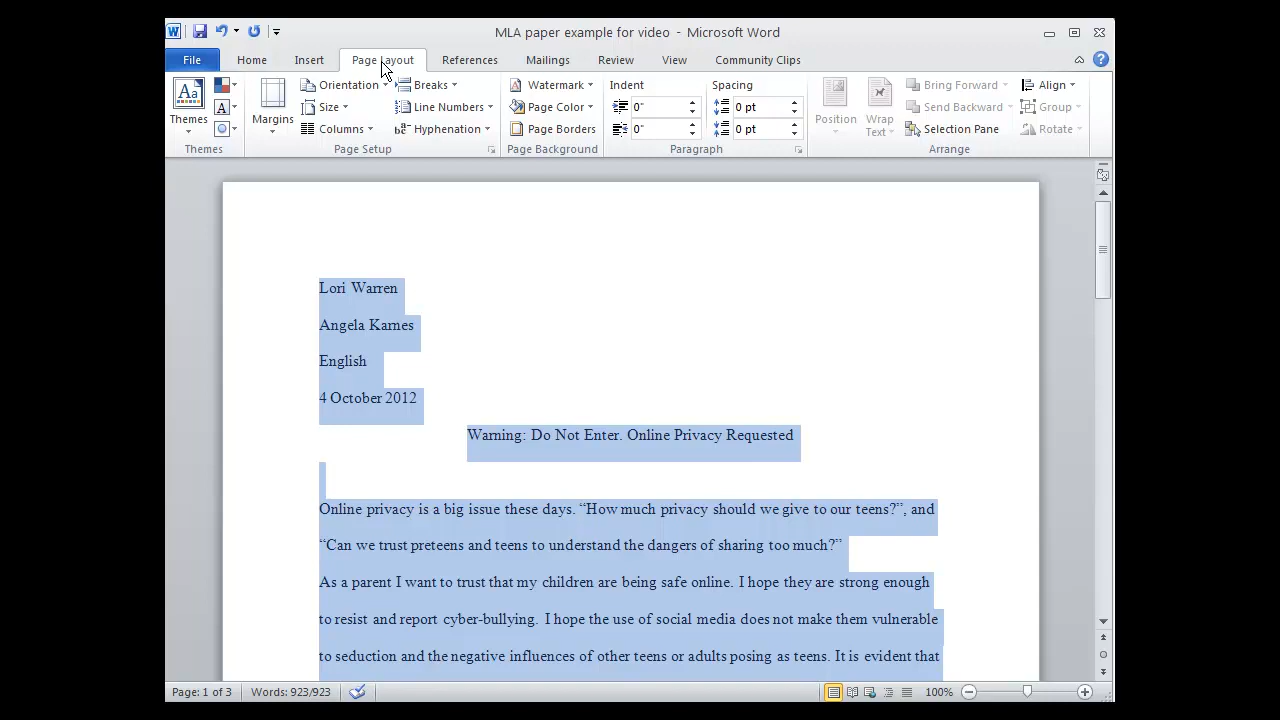 MLA paper example for video - Microsoft Word
File Home Insert Page Layout References Mailings Review View Community Clips
Orientation Breaks Watermark Indent Spacing Bring Forward Align
Themes Margins Size Line Numbers Page Color 0" 0 pt Position Wrap Text Send Backward Group
Columns Hyphenation Page Borders 0" 0 pt Selection Pane Rotate
Themes Page Setup Page Background Paragraph Arrange
Lori Warren
Angela Karnes
English
4 October 2012
Warning: Do Not Enter. Online Privacy Requested
Online privacy is a big issue these days. “How much privacy should we give to our teens?”, and
“Can we trust preteens and teens to understand the dangers of sharing too much?”
As a parent I want to trust that my children are being safe online. I hope they are strong enough
to resist and report cyber-bullying. I hope the use of social media does not make them vulnerable
to seduction and the negative influences of other teens or adults posing as teens. It is evident that
Page: 1 of 3 Words: 923/923 100%